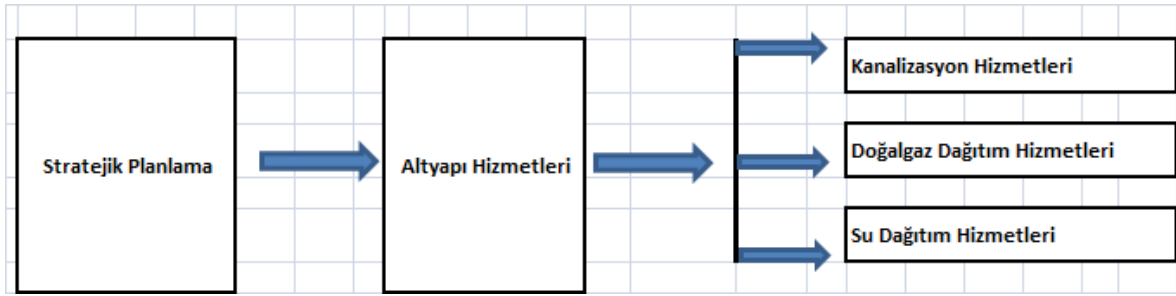 Stratejik Planlama
Altyapı Hizmetleri
Kanalizasyon Hizmetleri
Doğalgaz Dağıtım Hizmetleri
Su Dağıtım Hizmetleri